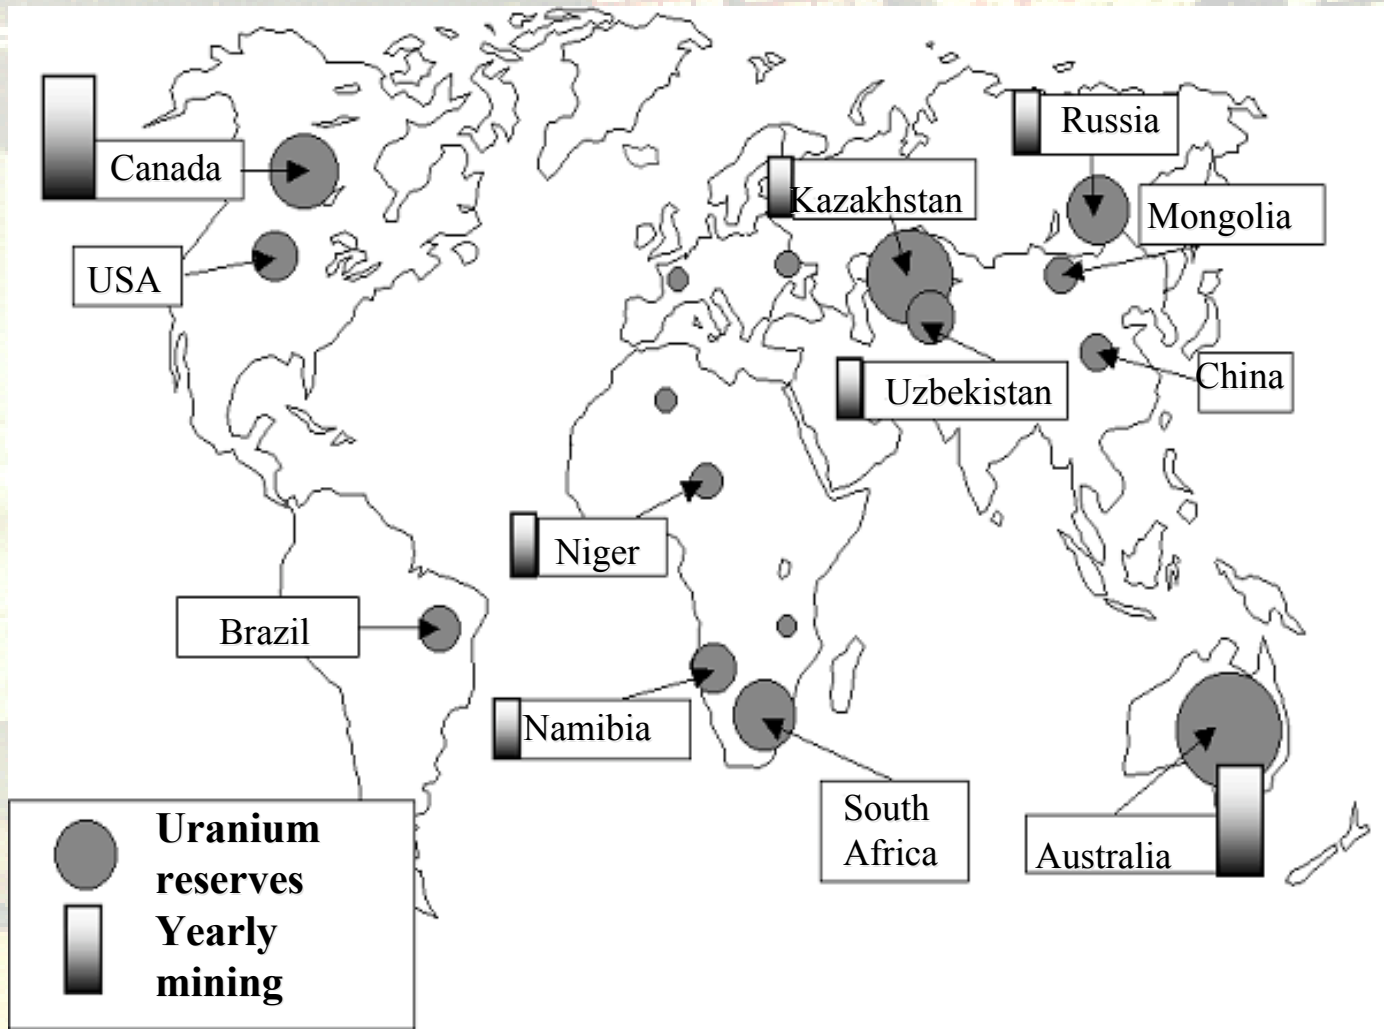 Russia
Canada
Kazakhstan
Mongolia
USA
China
Uzbekistan
Niger
Brazil
Namibia
South
Africa
Australia
Uranium
reserves
Yearly
mining